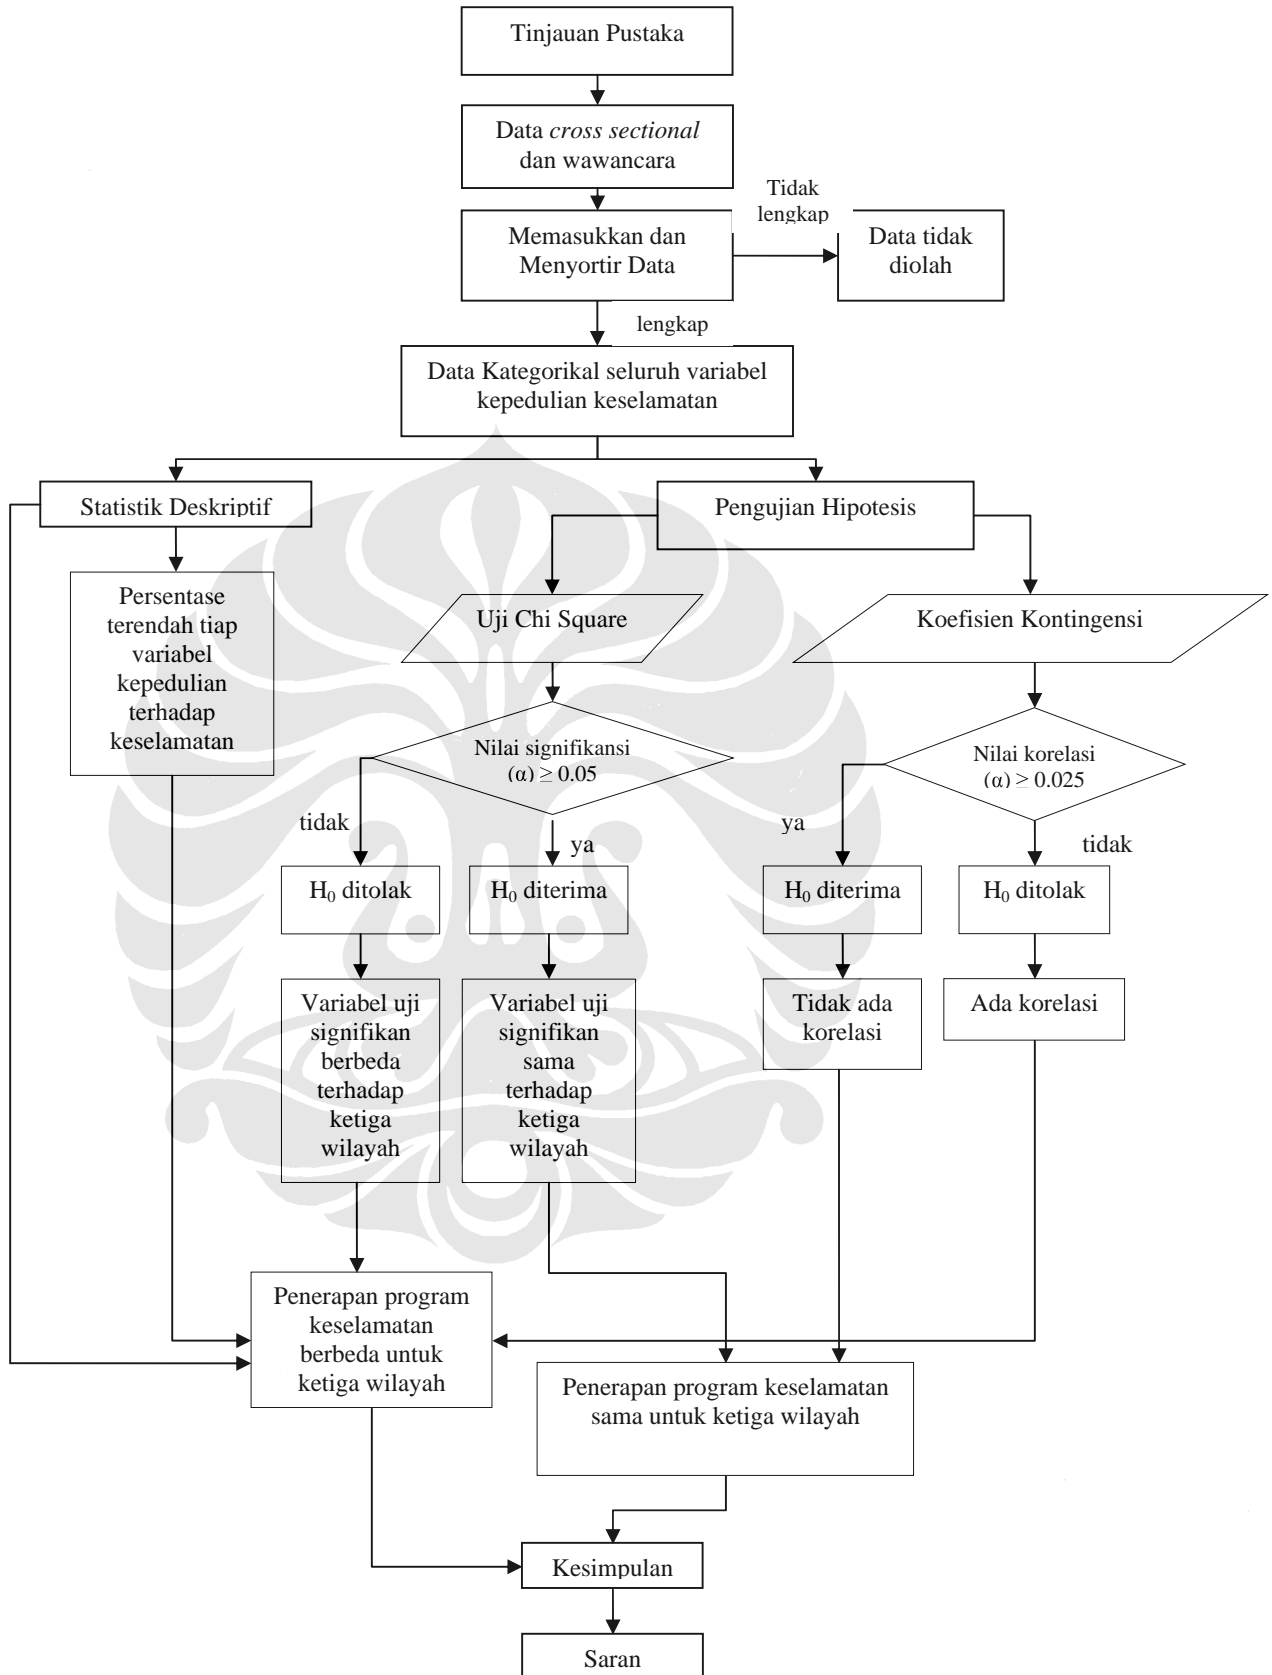 Tinjauan Pustaka
Data cross sectional
dan wawancara
Tidak
lengkap
Memasukkan dan
Menyortir Data
Data tidak
diolah
lengkap
Data Kategorikal seluruh variabel
kepedulian keselamatan
Statistik Deskriptif
Pengujian Hipotesis
Persentase
terendah tiap
variabel
kepedulian
terhadap
keselamatan
Uji Chi Square
Koefisien Kontingensi
Nilai signifikansi
(α) ≥ 0.05
Nilai korelasi
(α) ≥ 0.025
tidak
ya
ya
tidak
H₀ ditolak
H₀ diterima
H₀ diterima
H₀ ditolak
Variabel uji
signifikan
berbeda
terhadap
ketiga
wilayah
Variabel uji
signifikan
sama
terhadap
ketiga
wilayah
Tidak ada
korelasi
Ada korelasi
Penerapan program
keselamatan
berbeda untuk
ketiga wilayah
Penerapan program keselamatan
sama untuk ketiga wilayah
Kesimpulan
Saran